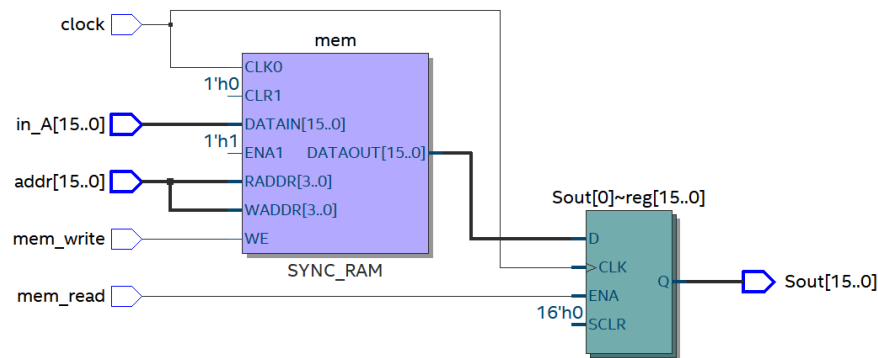 clock
mem
CLK0
1'h0
CLR1
in_A[15..0]
DATAIN[15..0]
1'h1
ENA1
DATAOUT[15..0]
addr[15..0]
RADDR[3..0]
WADDR[3..0]
mem_write
WE
SYNC_RAM
mem_read
Sout[0]~reg[15..0]
D
CLK
ENA
Q
16'h0
SCLR
Sout[15..0]